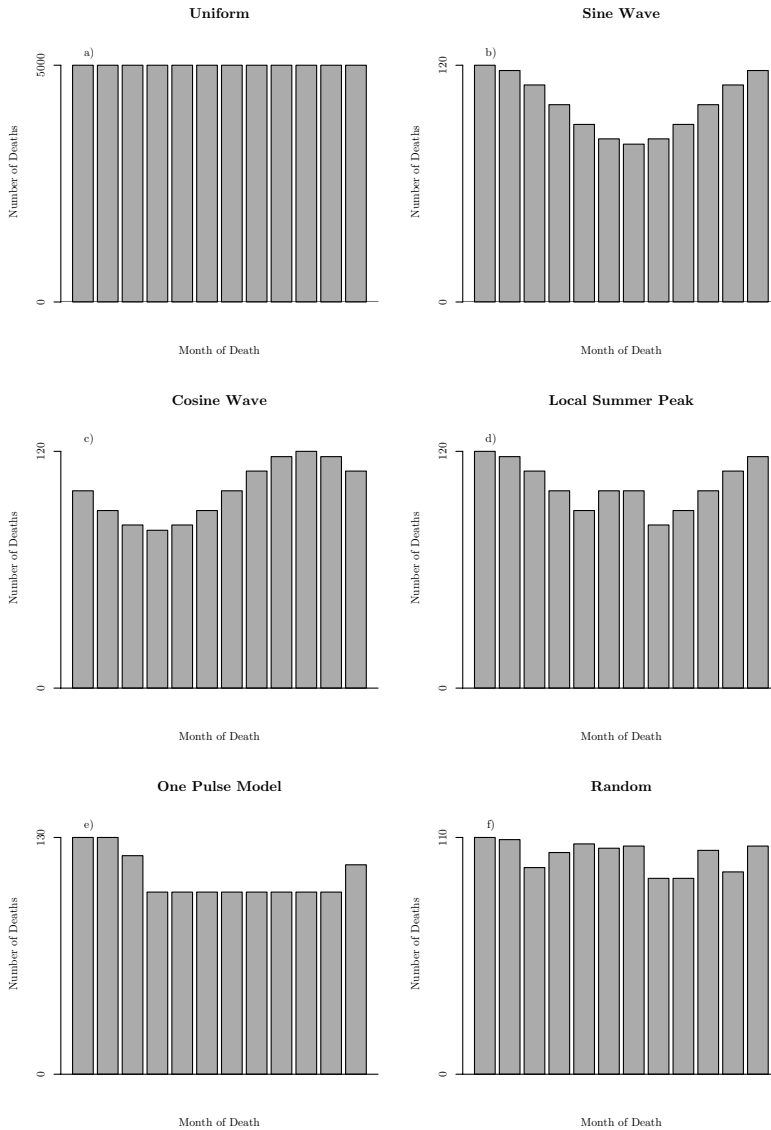 Uniform
a)
5000
0
Number of Deaths
Month of Death
Sine Wave
b)
120
0
Number of Deaths
Month of Death
Cosine Wave
c)
120
0
Number of Deaths
Month of Death
Local Summer Peak
d)
120
0
Number of Deaths
Month of Death
One Pulse Model
e)
0
Number of Deaths
Month of Death
Random
f)
0
Number of Deaths
Month of Death